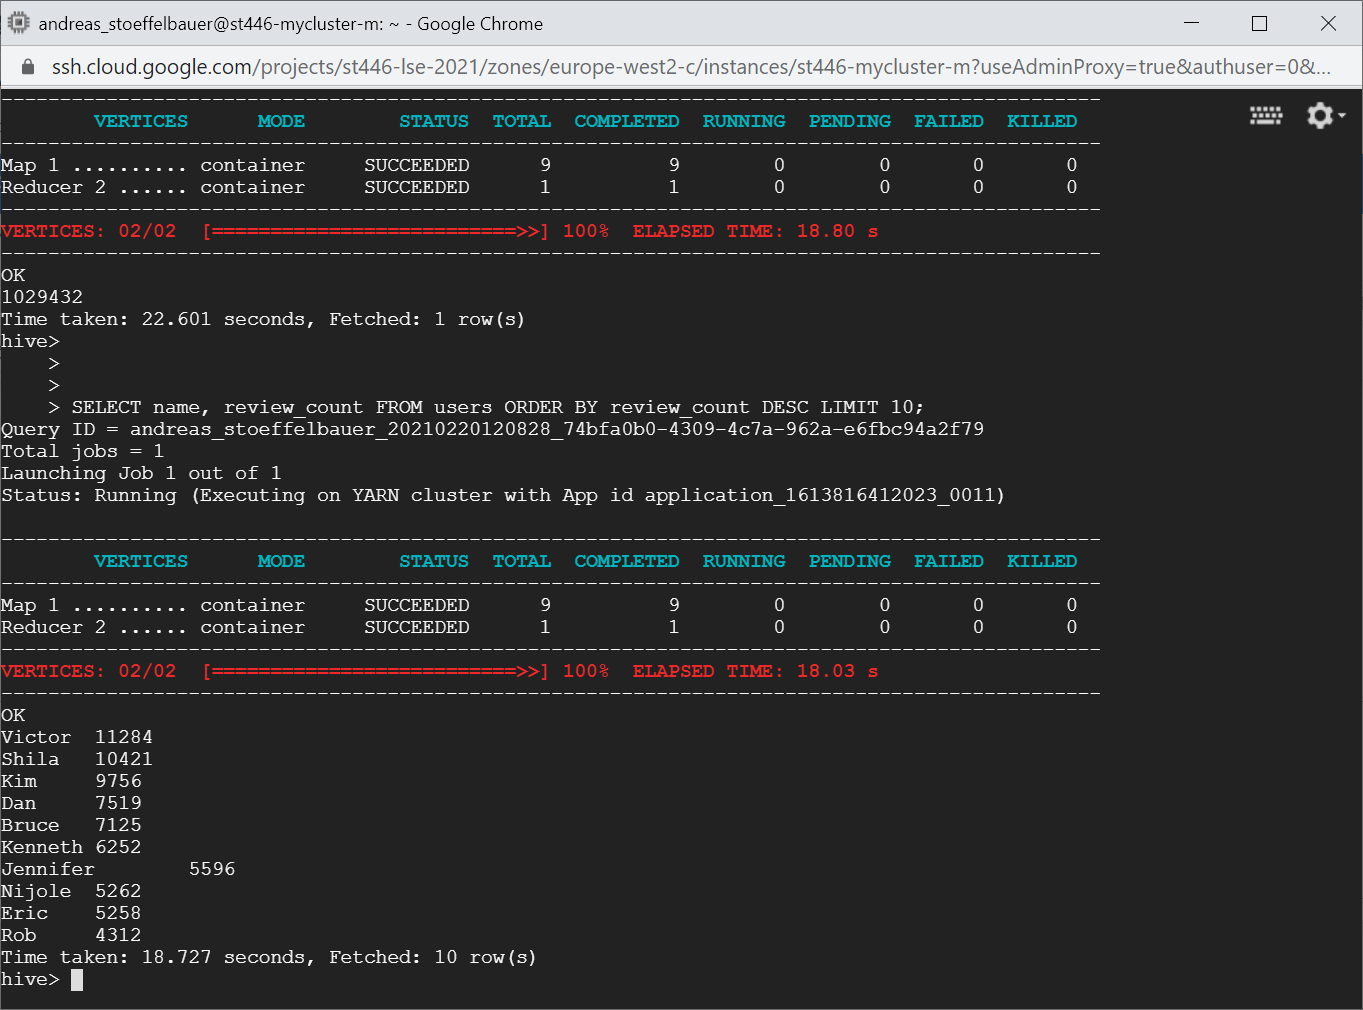 andreas_stoeffelbauer@st446-mycluster-m: ~ - Google Chrome
ssh.cloud.google.com/projects/st446-lse-2021/zones/europe-west2-c/instances/st446-mycluster-m?useAdminProxy=true&authuser=0&...
----------------------------------------------------------------------------------------------
        VERTICES      MODE        STATUS  TOTAL  COMPLETED  RUNNING  PENDING  FAILED  KILLED
----------------------------------------------------------------------------------------------
Map 1 .......... container     SUCCEEDED      9          9        0        0       0       0
Reducer 2 ...... container     SUCCEEDED      1          1        0        0       0       0
----------------------------------------------------------------------------------------------
VERTICES: 02/02  [==========================>>] 100%  ELAPSED TIME: 18.80 s
----------------------------------------------------------------------------------------------
OK
1029432
Time taken: 22.601 seconds, Fetched: 1 row(s)
hive>
    >
    >
    > SELECT name, review_count FROM users ORDER BY review_count DESC LIMIT 10;
Query ID = andreas_stoeffelbauer_20210220120828_74bfa0b0-4309-4c7a-962a-e6fbc94a2f79
Total jobs = 1
Launching Job 1 out of 1
Status: Running (Executing on YARN cluster with App id application_1613816412023_0011)
----------------------------------------------------------------------------------------------
        VERTICES      MODE        STATUS  TOTAL  COMPLETED  RUNNING  PENDING  FAILED  KILLED
----------------------------------------------------------------------------------------------
Map 1 .......... container     SUCCEEDED      9          9        0        0       0       0
Reducer 2 ...... container     SUCCEEDED      1          1        0        0       0       0
----------------------------------------------------------------------------------------------
VERTICES: 02/02  [==========================>>] 100%  ELAPSED TIME: 18.03 s
----------------------------------------------------------------------------------------------
OK
Victor  11284
Shila   10421
Kim     9756
Dan     7519
Bruce   7125
Kenneth 6252
Jennifer        5596
Nijole  5262
Eric    5258
Rob     4312
Time taken: 18.727 seconds, Fetched: 10 row(s)
hive>